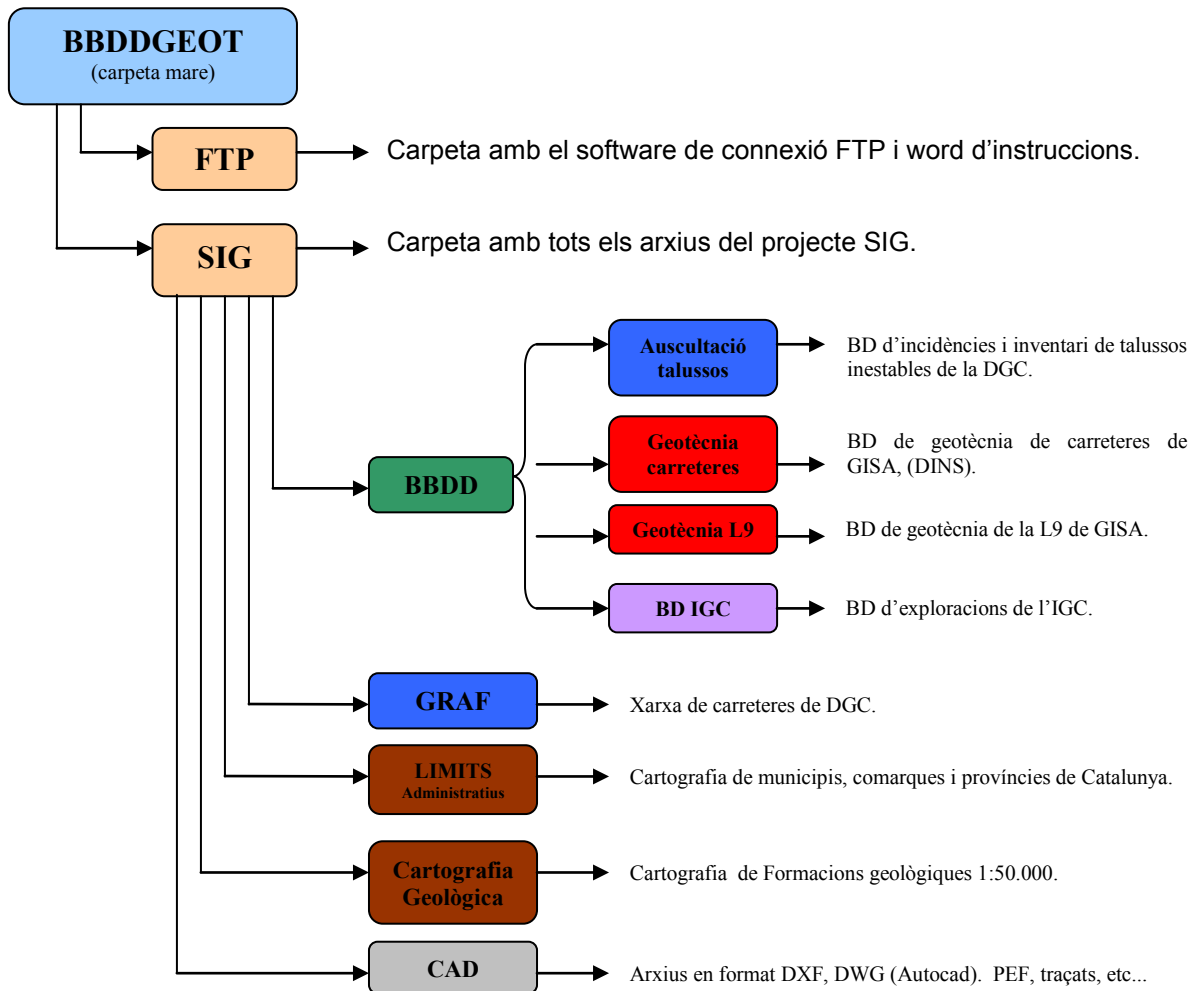 BBDDGEOT
(carpeta mare)
FTP
Carpeta amb el software de connexió FTP i word d’instruccions.
SIG
Carpeta amb tots els arxius del projecte SIG.
Auscultació
talussos
BD d’incidències i inventari de talussos
inestables de la DGC.
Geotècnia
carreteres
BD de geotècnia de carreteres de
GISA, (DINS).
BBDD
Geotècnia L9
BD de geotècnia de la L9 de GISA.
BD IGC
BD d’exploracions de l’IGC.
GRAF
Xarxa de carreteres de DGC.
LIMITS
Administratius
Cartografia de municipis, comarques i províncies de Catalunya.
Cartografia
Geològica
Cartografia de Formacions geològiques 1:50.000.
CAD
Arxius en format DXF, DWG (Autocad). PEF, traçats, etc...